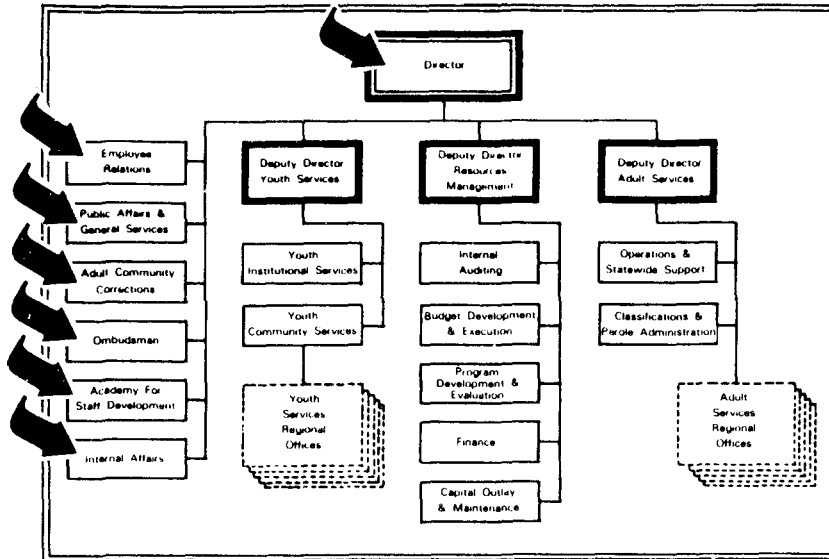 Director
Employee
Relations
Public Affairs &
General Services
Adult Community
Corrections
Ombudsman
Academy For
Staff Development
Internal Affairs
Deputy Director
Youth Services
Youth
Institutional Services
Youth
Community Services
Youth
Services
Regional
Offices
Deputy Director
Resources
Management
Internal
Auditing
Budget Development
& Execution
Program
Development &
Evaluation
Finance
Capital Outlay
& Maintenance
Deputy Director
Adult Services
Operations &
Statewide Support
Classifications &
Parole Administration
Adult
Services
Regional
Offices